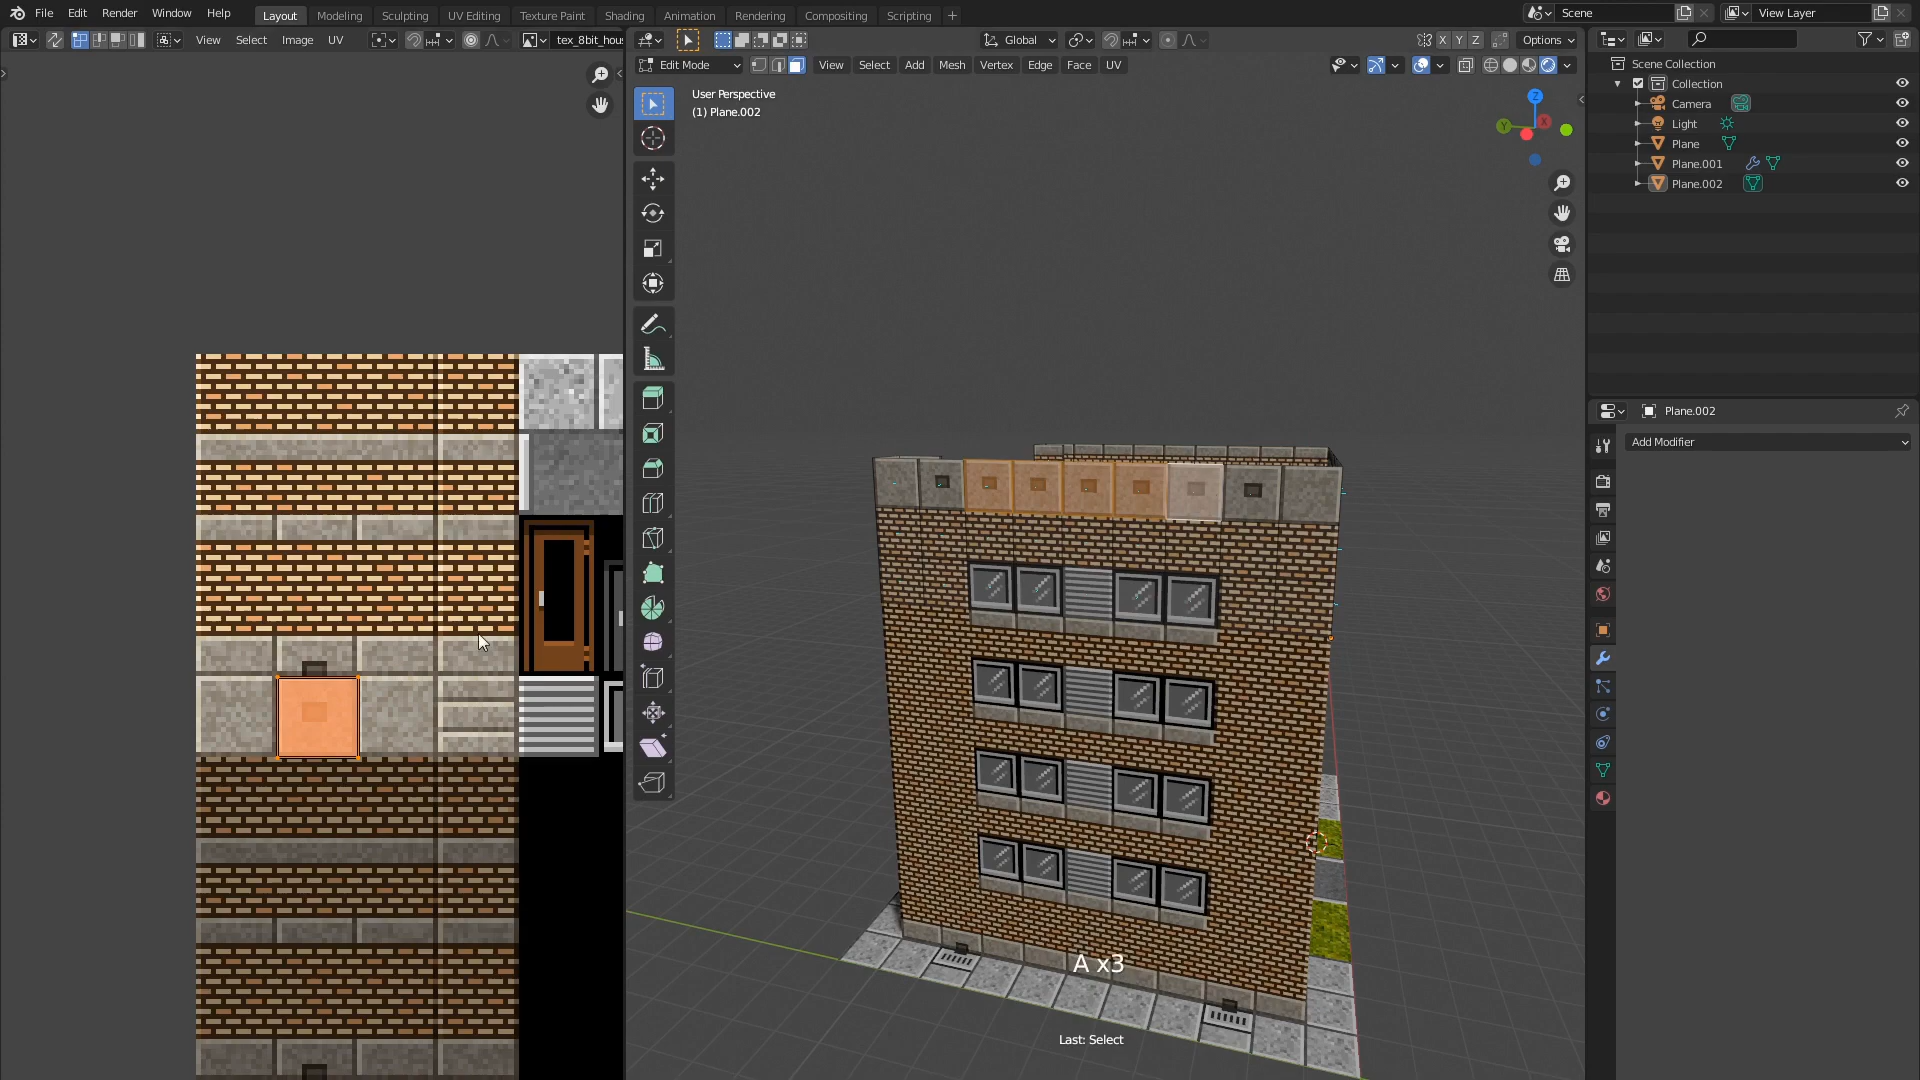 File Edit Render Window Help Layout Modeling Sculpting UV Editing Texture Paint Shading Animation Rendering Compositing Scripting + Scene View Layer
View Select Image UV tex_8bit_hou Global X Y Z Options
Edit Mode View Select Add Mesh Vertex Edge Face UV
User Perspective
(1) Plane.002
Z
Y
X
Scene Collection
Collection
Camera
Light
Plane
Plane.001
Plane.002
Plane.002
Add Modifier
A x3
Last: Select